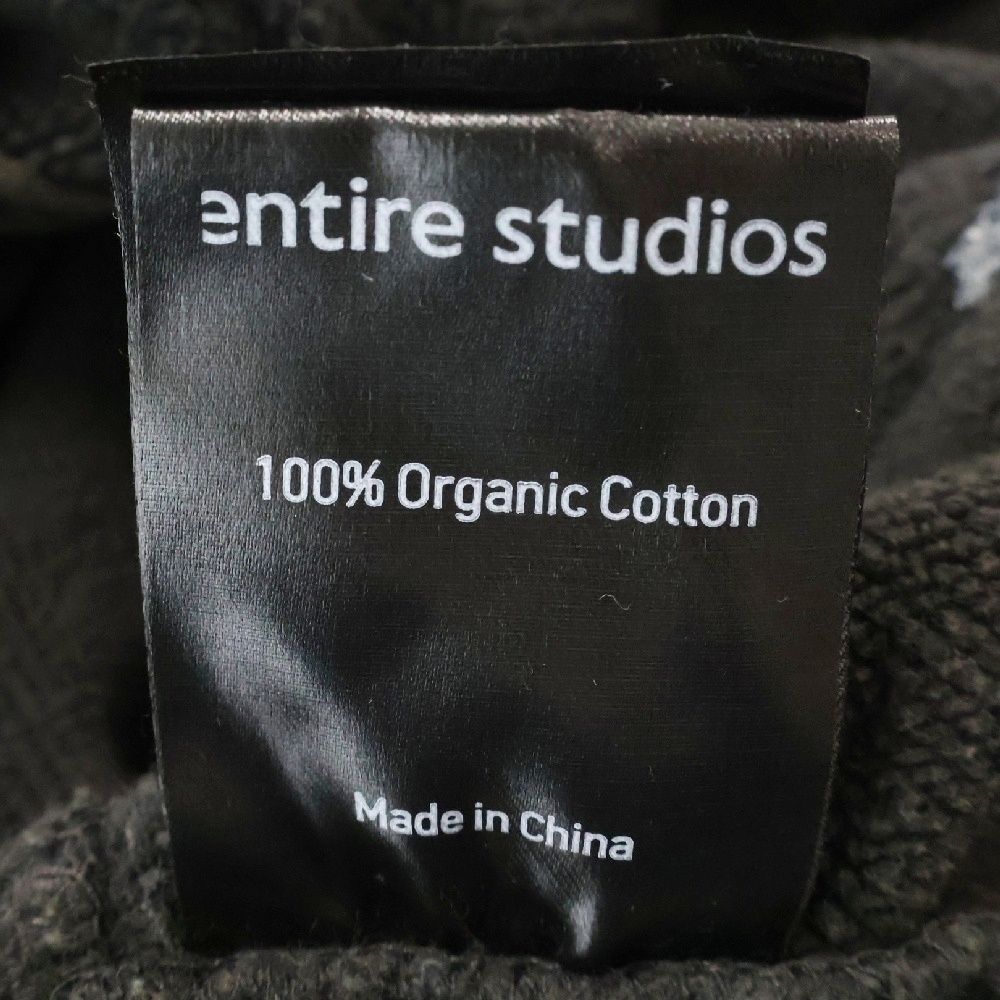 entire studios
100% Organic Cotton
Made in China